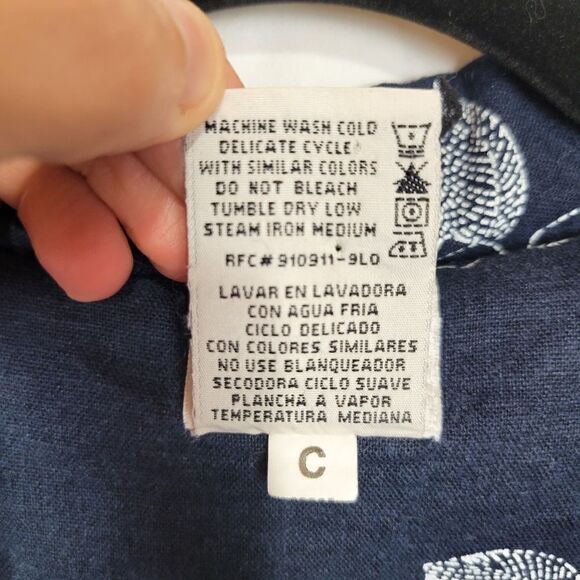 MACHINE WASH COLD
DELICATE CYCLE
WITH SIMILAR COLORS
DO NOT BLEACH
TUMBLE DRY LOW
STEAM IRON MEDIUM
RFC# 910911-9L0
LAVAR EN LAVADORA
CON AGUA FRIA
CICLO DELICADO
CON COLORES SIMILARES
NO USE BLANQUEADOR
SECODORA CICLO SUAVE
PLANCHA A VAPOR
TEMPERATURA MEDIANA
C